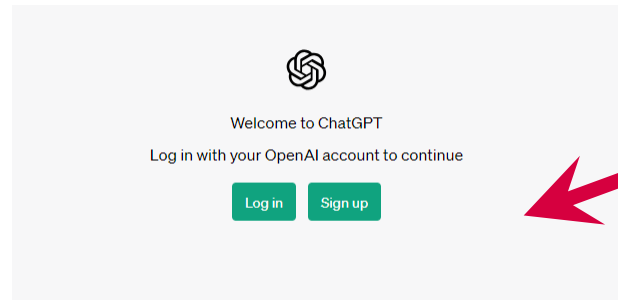 Welcome to ChatGPT
Log in with your OpenAI account to continue
Log in Sign up